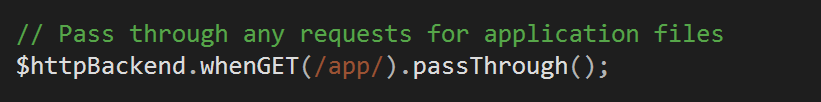 // Pass through any requests for application files
$httpBackend.whenGET(/app/).passThrough();